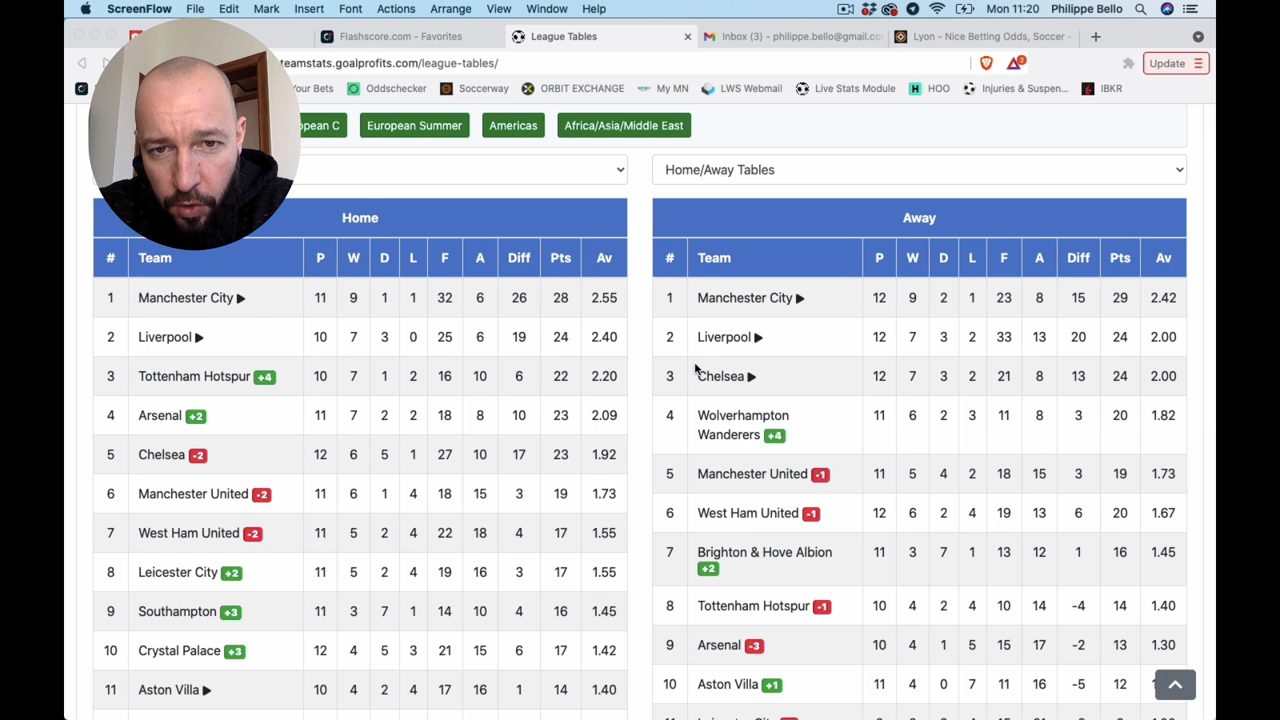 ScreenFlow File Edit Mark Insert Font Actions Arrange View Window Help Mon 11:20 Philippe Bello
Flashscore.com - Favorites League Tables Inbox (3) - philippe.bello@gmail.co Lyon - Nice Betting Odds, Soccer -
teamstats.goalprofits.com/league-tables/ 2 Update
Your Bets Oddschecker Soccerway ORBIT EXCHANGE My MN LWS Webmail Live Stats Module HOO Injuries & Suspen... IBKR
opean C European Summer Americas Africa/Asia/Middle East
Home/Away Tables
Home
# Team P W D L F A Diff Pts Av
1 Manchester City 11 9 1 1 32 6 26 28 2.55
2 Liverpool 10 7 3 0 25 6 19 24 2.40
3 Tottenham Hotspur +4 10 7 1 2 16 10 6 22 2.20
4 Arsenal +2 11 7 2 2 18 8 10 23 2.09
5 Chelsea -2 12 6 5 1 27 10 17 23 1.92
6 Manchester United -2 11 6 1 4 18 15 3 19 1.73
7 West Ham United -2 11 5 2 4 22 18 4 17 1.55
8 Leicester City +2 11 5 2 4 19 16 3 17 1.55
9 Southampton +3 11 3 7 1 14 10 4 16 1.45
10 Crystal Palace +3 12 4 5 3 21 15 6 17 1.42
11 Aston Villa 10 4 2 4 17 16 1 14 1.40
Away
# Team P W D L F A Diff Pts Av
1 Manchester City 12 9 2 1 23 8 15 29 2.42
2 Liverpool 12 7 3 2 33 13 20 24 2.00
3 Chelsea 12 7 3 2 21 8 13 24 2.00
4 Wolverhampton 11 6 2 3 11 8 3 20 1.82
Wanderers +4
5 Manchester United -1 11 5 4 2 18 15 3 19 1.73
6 West Ham United -1 12 6 2 4 19 13 6 20 1.67
7 Brighton & Hove Albion 11 3 7 1 13 12 1 16 1.45
+2
8 Tottenham Hotspur -1 10 4 2 4 10 14 -4 14 1.40
9 Arsenal -3 10 4 1 5 15 17 -2 13 1.30
10 Aston Villa +1 11 4 0 7 11 16 -5 12